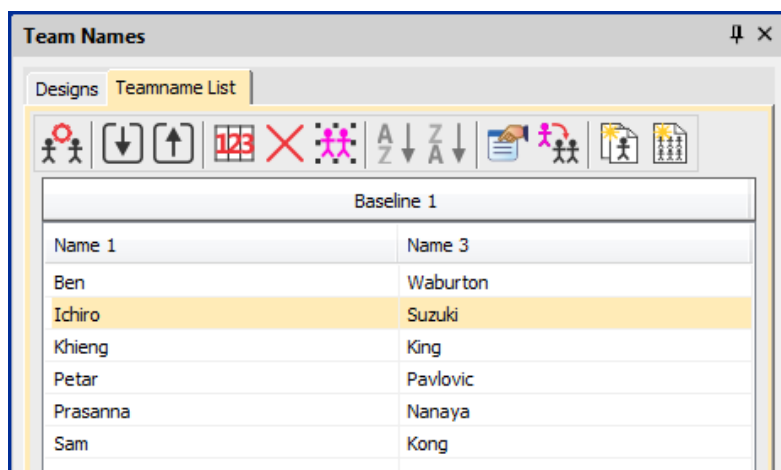 Team Names
Designs Teamname List
123 A Z Z A
Baseline 1
Name 1 Name 3
Ben Waburton
Ichiro Suzuki
Khieng King
Petar Pavlovic
Prasanna Nanaya
Sam Kong